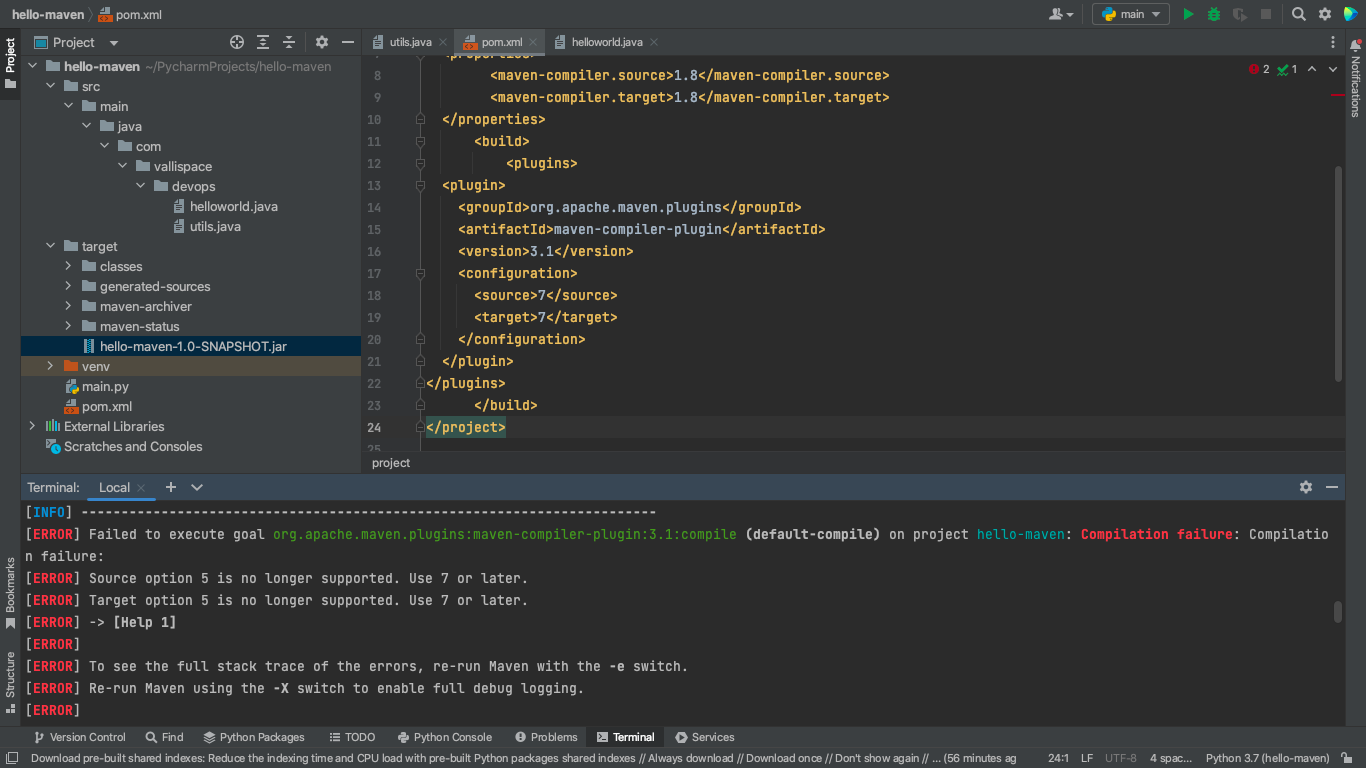 hello-maven
pom.xml
main
Project
utils.java
pom.xml
helloworld.java
Project
Notifications
hello-maven ~/PycharmProjects/hello-maven
src
main
java
com
vallispace
devops
helloworld.java
utils.java
target
classes
generated-sources
maven-archiver
maven-status
hello-maven-1.0-SNAPSHOT.jar
venv
main.py
pom.xml
External Libraries
Scratches and Consoles
2 1
<properties>
8 <maven-compiler.source>1.8</maven-compiler.source>
9 <maven-compiler.target>1.8</maven-compiler.target>
10 </properties>
11 <build>
12 <plugins>
13 <plugin>
14 <groupId>org.apache.maven.plugins</groupId>
15 <artifactId>maven-compiler-plugin</artifactId>
16 <version>3.1</version>
17 <configuration>
18 <source>7</source>
19 <target>7</target>
20 </configuration>
21 </plugin>
22 </plugins>
23 </build>
24 </project>
25
project
Terminal: Local
[INFO] ------------------------------------------------------------------------
[ERROR] Failed to execute goal org.apache.maven.plugins:maven-compiler-plugin:3.1:compile (default-compile) on project hello-maven: Compilation failure: Compilatio
n failure:
[ERROR] Source option 5 is no longer supported. Use 7 or later.
[ERROR] Target option 5 is no longer supported. Use 7 or later.
[ERROR] -> [Help 1]
[ERROR]
[ERROR] To see the full stack trace of the errors, re-run Maven with the -e switch.
[ERROR] Re-run Maven using the -X switch to enable full debug logging.
[ERROR]
Bookmarks
Structure
Version Control Find Python Packages TODO Python Console Problems Terminal Services
Download pre-built shared indexes: Reduce the indexing time and CPU load with pre-built Python packages shared indexes // Always download // Download once // Don't show again // ... (56 minutes ag 24:1 LF UTF-8 4 spac... Python 3.7 (hello-maven)